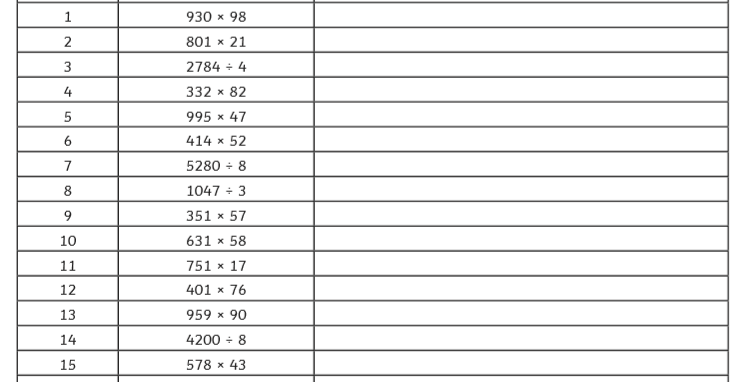 1 930 × 98
2 801 × 21
3 2784 ÷ 4
4 332 × 82
5 995 × 47
6 414 × 52
7 5280 ÷ 8
8 1047 ÷ 3
9 351 × 57
10 631 × 58
11 751 × 17
12 401 × 76
13 959 × 90
14 4200 ÷ 8
15 578 × 43